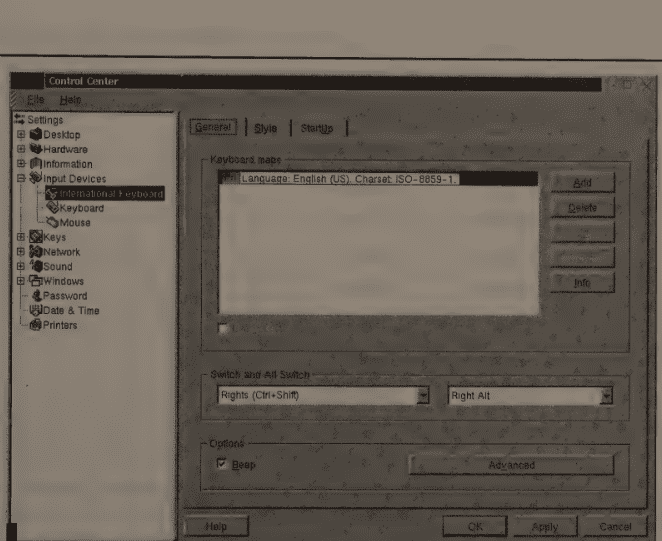 Control Center
File Help
Settings
Desktop
Hardware
Information
Input Devices
International Keyboard
Keyboard
Mouse
Keys
Network
Sound
Windows
Password
Date & Time
Printers
General Style StartUp
Keyboard maps
Language: English (US). Charset: ISO-8859-1.
Add
Delete
Info
Switch and Alt Switch
Rights (Ctrl+Shift) Right Alt
Options
Beep Advanced
Help OK Apply Cancel